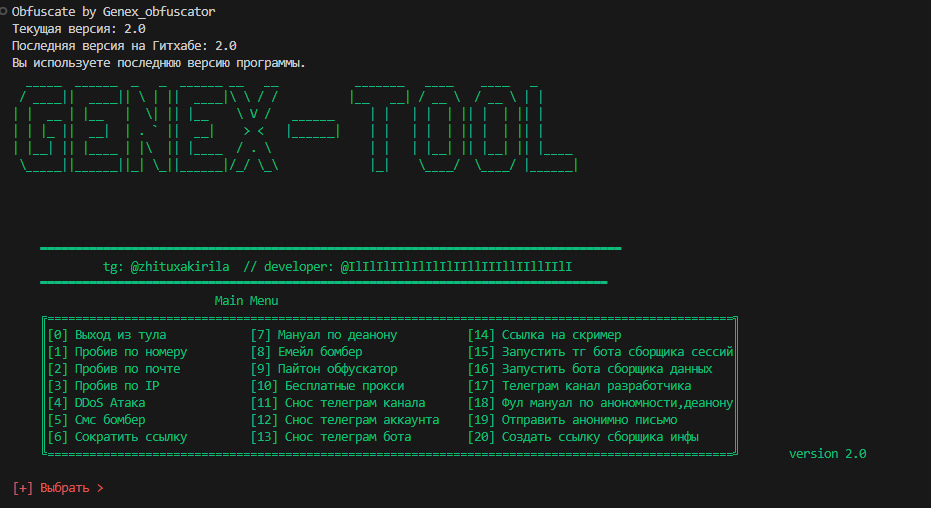 Obfuscate by Genex_obfuscator
Текущая версия: 2.0
Последняя версия на Гитхабе: 2.0
Вы используете последнюю версию программы.
GENEX-TOOL
tg: @zhituxakirila // developer:
Main Menu
[0] Выход из тула [7] Мануал по деанону [14] Ссылка на скример
[1] Пробив по номеру [8] Емейл бомбер [15] Запустить тг бота сборщика сессий
[2] Пробив по почте [9] Пайтон обфускатор [16] Запустить бота сборщика данных
[3] Пробив по IP [10] Бесплатные прокси [17] Телеграм канал разработчика
[4] DDoS Атака [11] Снос телеграм канала [18] Фул мануал по анономности,деанону
[5] Смс бомбер [12] Снос телеграм аккаунта [19] Отправить анонимно письмо
[6] Сократить ссылку [13] Снос телеграм бота [20] Создать ссылку сборщика инфы
version 2.0
[+] Выбрать >